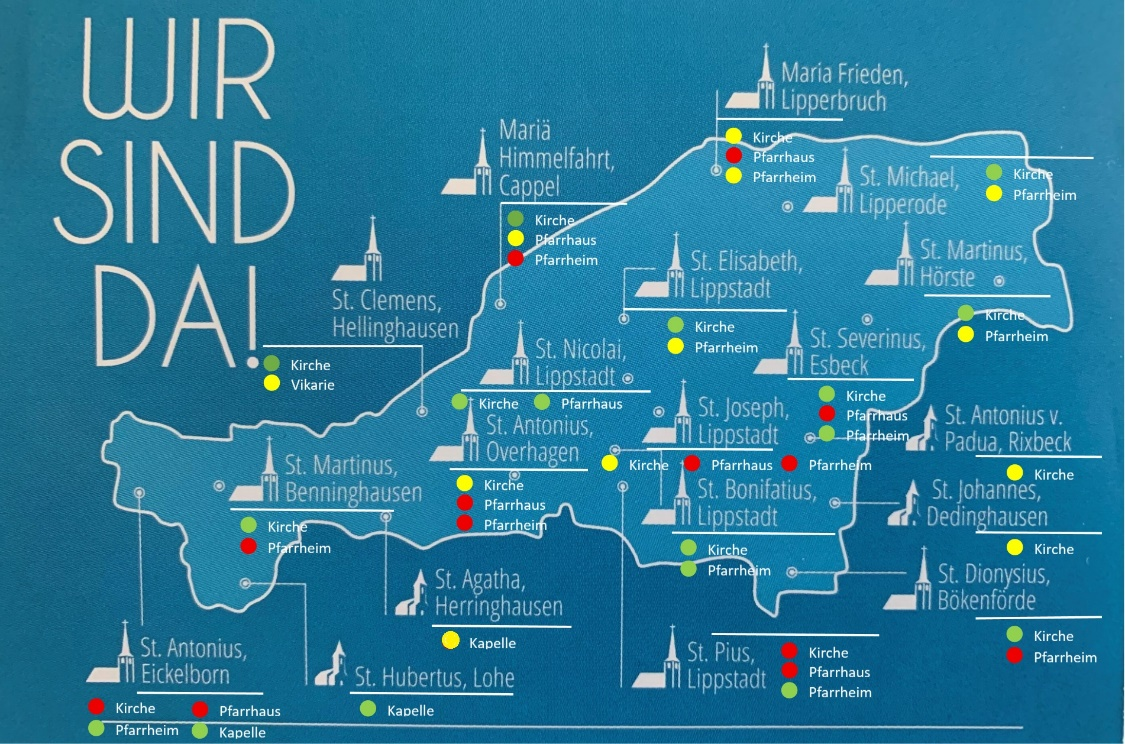 WIR
SIND
DA!
Maria Frieden,
Lipperbruch
Kirche
Pfarrhaus
Pfarrheim
Mariä
Himmelfahrt,
Cappel
Kirche
Pfarrhaus
Pfarrheim
St. Michael,
Lipperode
Kirche
Pfarrheim
St. Clemens,
Hellinghausen
Kirche
Vikarie
St. Elisabeth,
Lippstadt
Kirche
Pfarrheim
St. Martinus,
Hörste
Kirche
Pfarrheim
St. Nicolai,
Lippstadt
Kirche Pfarrhaus
St. Severinus,
Esbeck
Kirche
Pfarrhaus
Pfarrheim
St. Antonius,
Overhagen
Kirche
Pfarrhaus
Pfarrheim
St. Joseph,
Lippstadt
Kirche Pfarrhaus Pfarrheim
St. Antonius v.
Padua, Rixbeck
Kirche
St. Martinus,
Benninghausen
Kirche
Pfarrheim
St. Bonifatius,
Lippstadt
Kirche
Pfarrheim
St. Johannes,
Dedinghausen
Kirche
St. Agatha,
Herringhausen
Kapelle
St. Dionysius,
Bökenförde
Kirche
Pfarrheim
St. Antonius,
Eickelborn
Kirche Pfarrhaus
Pfarrheim Kapelle
St. Hubertus, Lohe
Kapelle
St. Pius,
Lippstadt
Kirche
Pfarrhaus
Pfarrheim